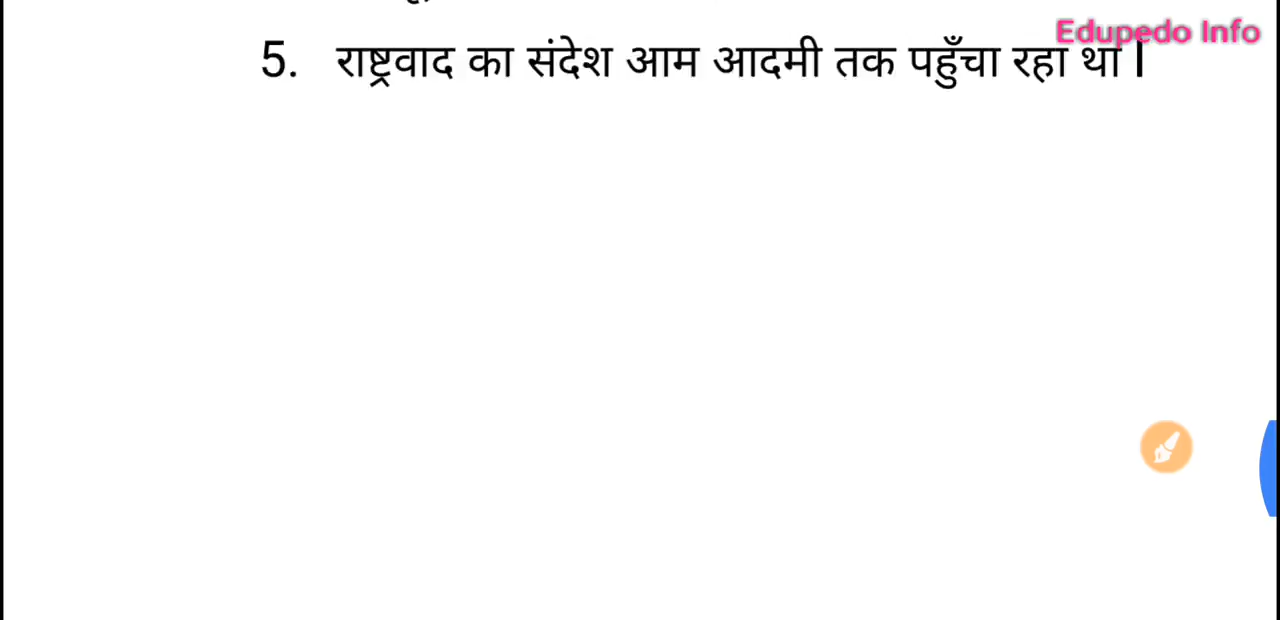 Edupedo Info
5. राष्ट्रवाद का संदेश आम आदमी तक पहुँचा रहा था |